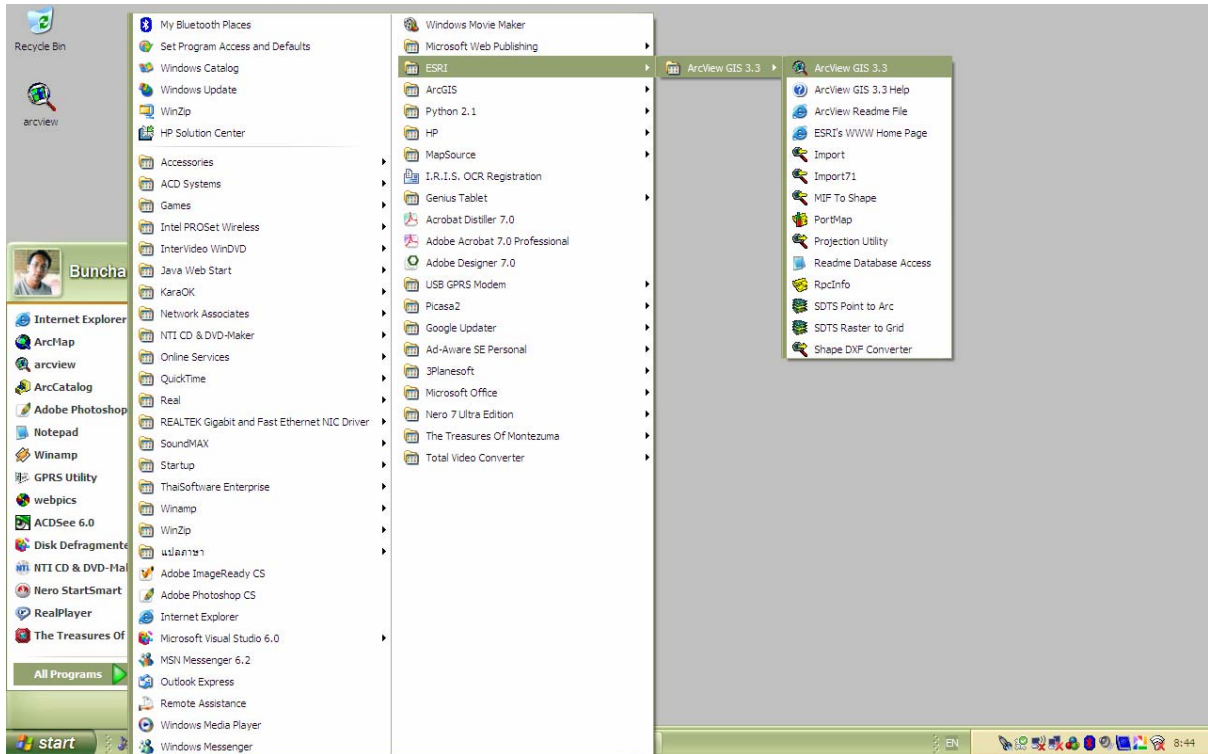 Recycle Bin
arcview
Buncha
Internet Explorer
ArcMap
arcview
ArcCatalog
Adobe Photoshop
Notepad
Winamp
GPRS Utility
webpics
ACDSee 6.0
Disk Defragmente
NTI CD & DVD-Mal
Nero StartSmart
RealPlayer
The Treasures Of
All Programs
start
My Bluetooth Places
Set Program Access and Defaults
Windows Catalog
Windows Update
WinZip
HP Solution Center
Accessories
ACD Systems
Games
Intel PROSet Wireless
InterVideo WinDVD
Java Web Start
KaraOK
Network Associates
NTI CD & DVD-Maker
Online Services
QuickTime
Real
REALTEK Gigabit and Fast Ethernet NIC Driver
SoundMAX
Startup
ThaiSoftware Enterprise
Winamp
WinZip
แปลภาษา
Adobe ImageReady CS
Adobe Photoshop CS
Internet Explorer
Microsoft Visual Studio 6.0
MSN Messenger 6.2
Outlook Express
Remote Assistance
Windows Media Player
Windows Messenger
Windows Movie Maker
Microsoft Web Publishing
ESRI
ArcGIS
Python 2.1
HP
MapSource
I.R.I.S. OCR Registration
Genius Tablet
Acrobat Distiller 7.0
Adobe Acrobat 7.0 Professional
Adobe Designer 7.0
USB GPRS Modem
Picasa2
Google Updater
Ad-Aware SE Personal
3Planesoft
Microsoft Office
Nero 7 Ultra Edition
The Treasures Of Montezuma
Total Video Converter
ArcView GIS 3.3
ArcView GIS 3.3
ArcView GIS 3.3 Help
ArcView Readme File
ESRI's WWW Home Page
Import
Import71
MIF To Shape
PortMap
Projection Utility
Readme Database Access
RpcInfo
SDTS Point to Arc
SDTS Raster to Grid
Shape DXF Converter
EN
8:44